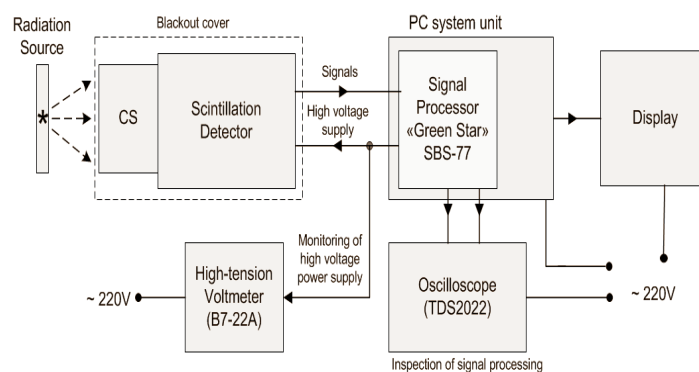 Radiation
Source
Blackout cover
PC system unit
CS
Scintillation
Detector
Signals
High voltage
supply
Signal
Processor
«Green Star»
SBS-77
Display
Monitoring of
high voltage
power supply
~ 220V
High-tension
Voltmeter
(B7-22A)
Oscilloscope
(TDS2022)
~ 220V
Inspection of signal processing